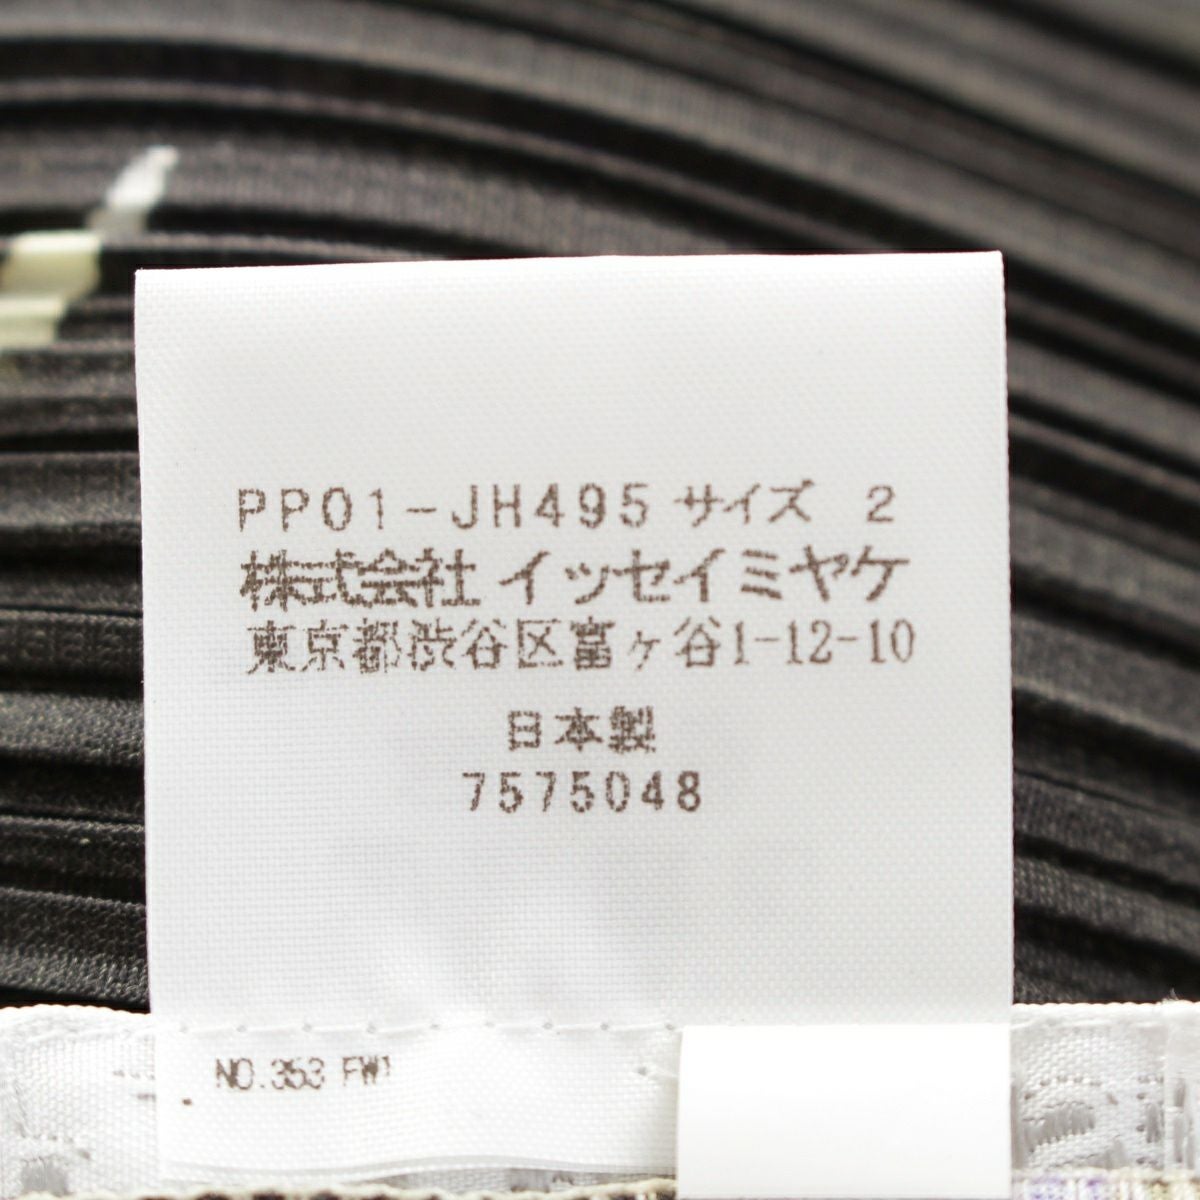 PP01-JH495 サイズ 2
株式会社 イッセイミヤケ
東京都渋谷区富ヶ谷1-12-10
日本製
7575048
NO.353 FW1